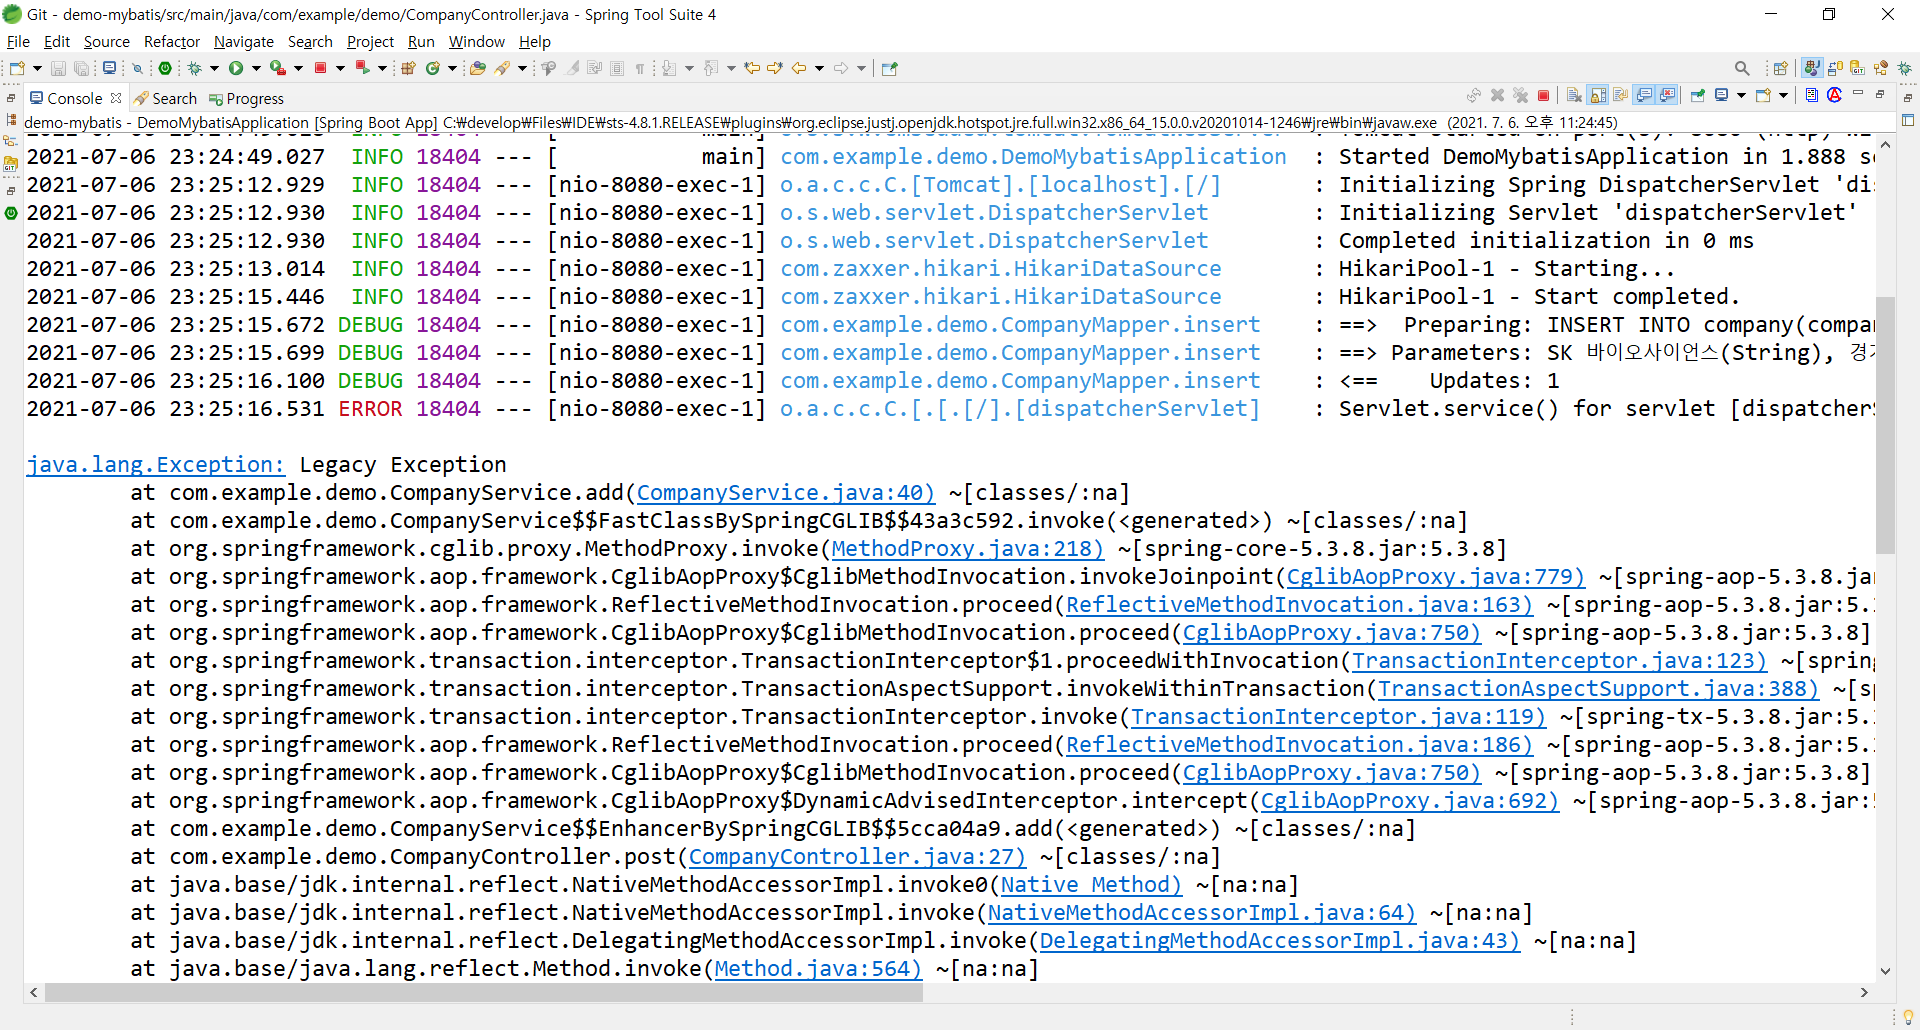 Git - demo-mybatis/src/main/java/com/example/demo/CompanyController.java - Spring Tool Suite 4
File Edit Source Refactor Navigate Search Project Run Window Help
Console Search Progress
demo-mybatis - DemoMybatisApplication [Spring Boot App] C:₩develop₩Files₩IDE₩sts-4.8.1.RELEASE₩plugins₩org.eclipse.justj.openjdk.hotspot.jre.full.win32.x86_64_15.0.0.v20201014-1246₩jre₩bin₩javaw.exe (2021. 7. 6. 오후 11:24:45)
2021-07-06 23:24:49.027 INFO 18404 --- [ main] com.example.demo.DemoMybatisApplication : Started DemoMybatisApplication in 1.888 s
2021-07-06 23:25:12.929 INFO 18404 --- [nio-8080-exec-1] o.a.c.c.C.[Tomcat].[localhost].[/] : Initializing Spring DispatcherServlet 'dis
2021-07-06 23:25:12.930 INFO 18404 --- [nio-8080-exec-1] o.s.web.servlet.DispatcherServlet : Initializing Servlet 'dispatcherServlet'
2021-07-06 23:25:12.930 INFO 18404 --- [nio-8080-exec-1] o.s.web.servlet.DispatcherServlet : Completed initialization in 0 ms
2021-07-06 23:25:13.014 INFO 18404 --- [nio-8080-exec-1] com.zaxxer.hikari.HikariDataSource : HikariPool-1 - Starting...
2021-07-06 23:25:15.446 INFO 18404 --- [nio-8080-exec-1] com.zaxxer.hikari.HikariDataSource : HikariPool-1 - Start completed.
2021-07-06 23:25:15.672 DEBUG 18404 --- [nio-8080-exec-1] com.example.demo.CompanyMapper.insert : ==> Preparing: INSERT INTO company(compan
2021-07-06 23:25:15.699 DEBUG 18404 --- [nio-8080-exec-1] com.example.demo.CompanyMapper.insert : ==> Parameters: SK 바이오사이언스(String), 경기
2021-07-06 23:25:16.100 DEBUG 18404 --- [nio-8080-exec-1] com.example.demo.CompanyMapper.insert : <== Updates: 1
2021-07-06 23:25:16.531 ERROR 18404 --- [nio-8080-exec-1] o.a.c.c.C.[.[.[/].[dispatcherServlet] : Servlet.service() for servlet [dispatcherS
java.lang.Exception: Legacy Exception
at com.example.demo.CompanyService.add(CompanyService.java:40) ~[classes/:na]
at com.example.demo.CompanyService$$FastClassBySpringCGLIB$$43a3c592.invoke(<generated>) ~[classes/:na]
at org.springframework.cglib.proxy.MethodProxy.invoke(MethodProxy.java:218) ~[spring-core-5.3.8.jar:5.3.8]
at org.springframework.aop.framework.CglibAopProxy$CglibMethodInvocation.invokeJoinpoint(CglibAopProxy.java:779) ~[spring-aop-5.3.8.jar
at org.springframework.aop.framework.ReflectiveMethodInvocation.proceed(ReflectiveMethodInvocation.java:163) ~[spring-aop-5.3.8.jar:5.3
at org.springframework.aop.framework.CglibAopProxy$CglibMethodInvocation.proceed(CglibAopProxy.java:750) ~[spring-aop-5.3.8.jar:5.3.8]
at org.springframework.transaction.interceptor.TransactionInterceptor$1.proceedWithInvocation(TransactionInterceptor.java:123) ~[spring
at org.springframework.transaction.interceptor.TransactionAspectSupport.invokeWithinTransaction(TransactionAspectSupport.java:388) ~[sp
at org.springframework.transaction.interceptor.TransactionInterceptor.invoke(TransactionInterceptor.java:119) ~[spring-tx-5.3.8.jar:5.3
at org.springframework.aop.framework.ReflectiveMethodInvocation.proceed(ReflectiveMethodInvocation.java:186) ~[spring-aop-5.3.8.jar:5.3
at org.springframework.aop.framework.CglibAopProxy$CglibMethodInvocation.proceed(CglibAopProxy.java:750) ~[spring-aop-5.3.8.jar:5.3.8]
at org.springframework.aop.framework.CglibAopProxy$DynamicAdvisedInterceptor.intercept(CglibAopProxy.java:692) ~[spring-aop-5.3.8.jar:5
at com.example.demo.CompanyService$$EnhancerBySpringCGLIB$$5cca04a9.add(<generated>) ~[classes/:na]
at com.example.demo.CompanyController.post(CompanyController.java:27) ~[classes/:na]
at java.base/jdk.internal.reflect.NativeMethodAccessorImpl.invoke0(Native Method) ~[na:na]
at java.base/jdk.internal.reflect.NativeMethodAccessorImpl.invoke(NativeMethodAccessorImpl.java:64) ~[na:na]
at java.base/jdk.internal.reflect.DelegatingMethodAccessorImpl.invoke(DelegatingMethodAccessorImpl.java:43) ~[na:na]
at java.base/java.lang.reflect.Method.invoke(Method.java:564) ~[na:na]